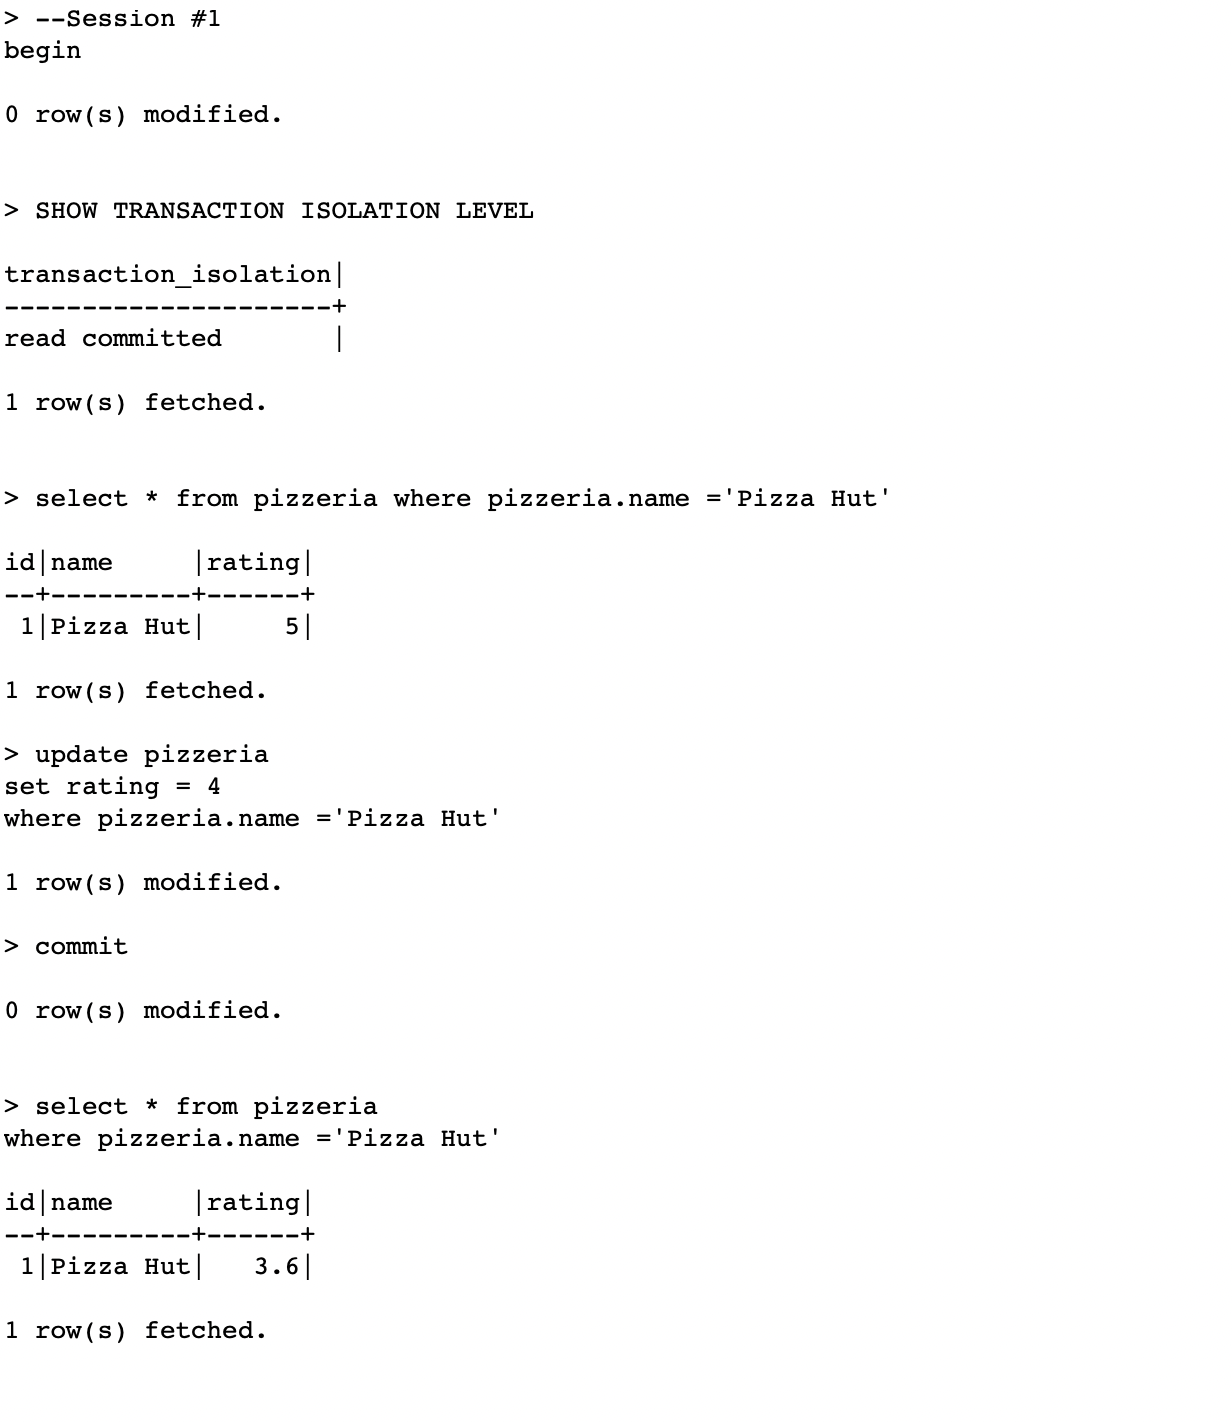 > --Session #1
begin
0 row(s) modified.
> SHOW TRANSACTION ISOLATION LEVEL
transaction_isolation|
---------------------+
read committed       |
1 row(s) fetched.
> select * from pizzeria where pizzeria.name ='Pizza Hut'
id|name     |rating|
--+---------+------+
 1|Pizza Hut|     5|
1 row(s) fetched.
> update pizzeria
set rating = 4
where pizzeria.name ='Pizza Hut'
1 row(s) modified.
> commit
0 row(s) modified.
> select * from pizzeria
where pizzeria.name ='Pizza Hut'
id|name     |rating|
--+---------+------+
 1|Pizza Hut|   3.6|
1 row(s) fetched.